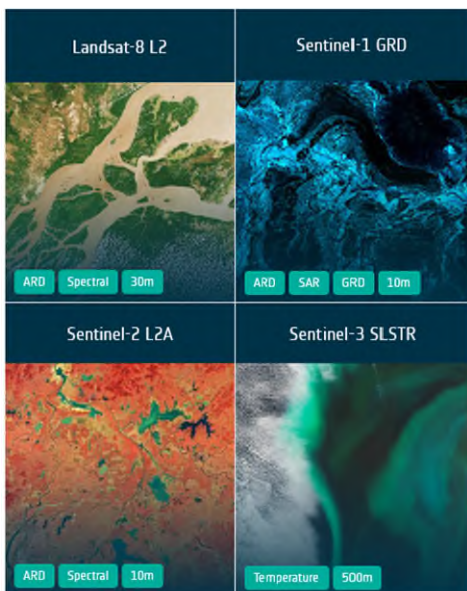 Landsat-8 L2
ARD Spectral 30m
Sentinel-1 GRD
ARD SAR GRD 10m
Sentinel-2 L2A
ARD Spectral 10m
Sentinel-3 SLSTR
Temperature 500m